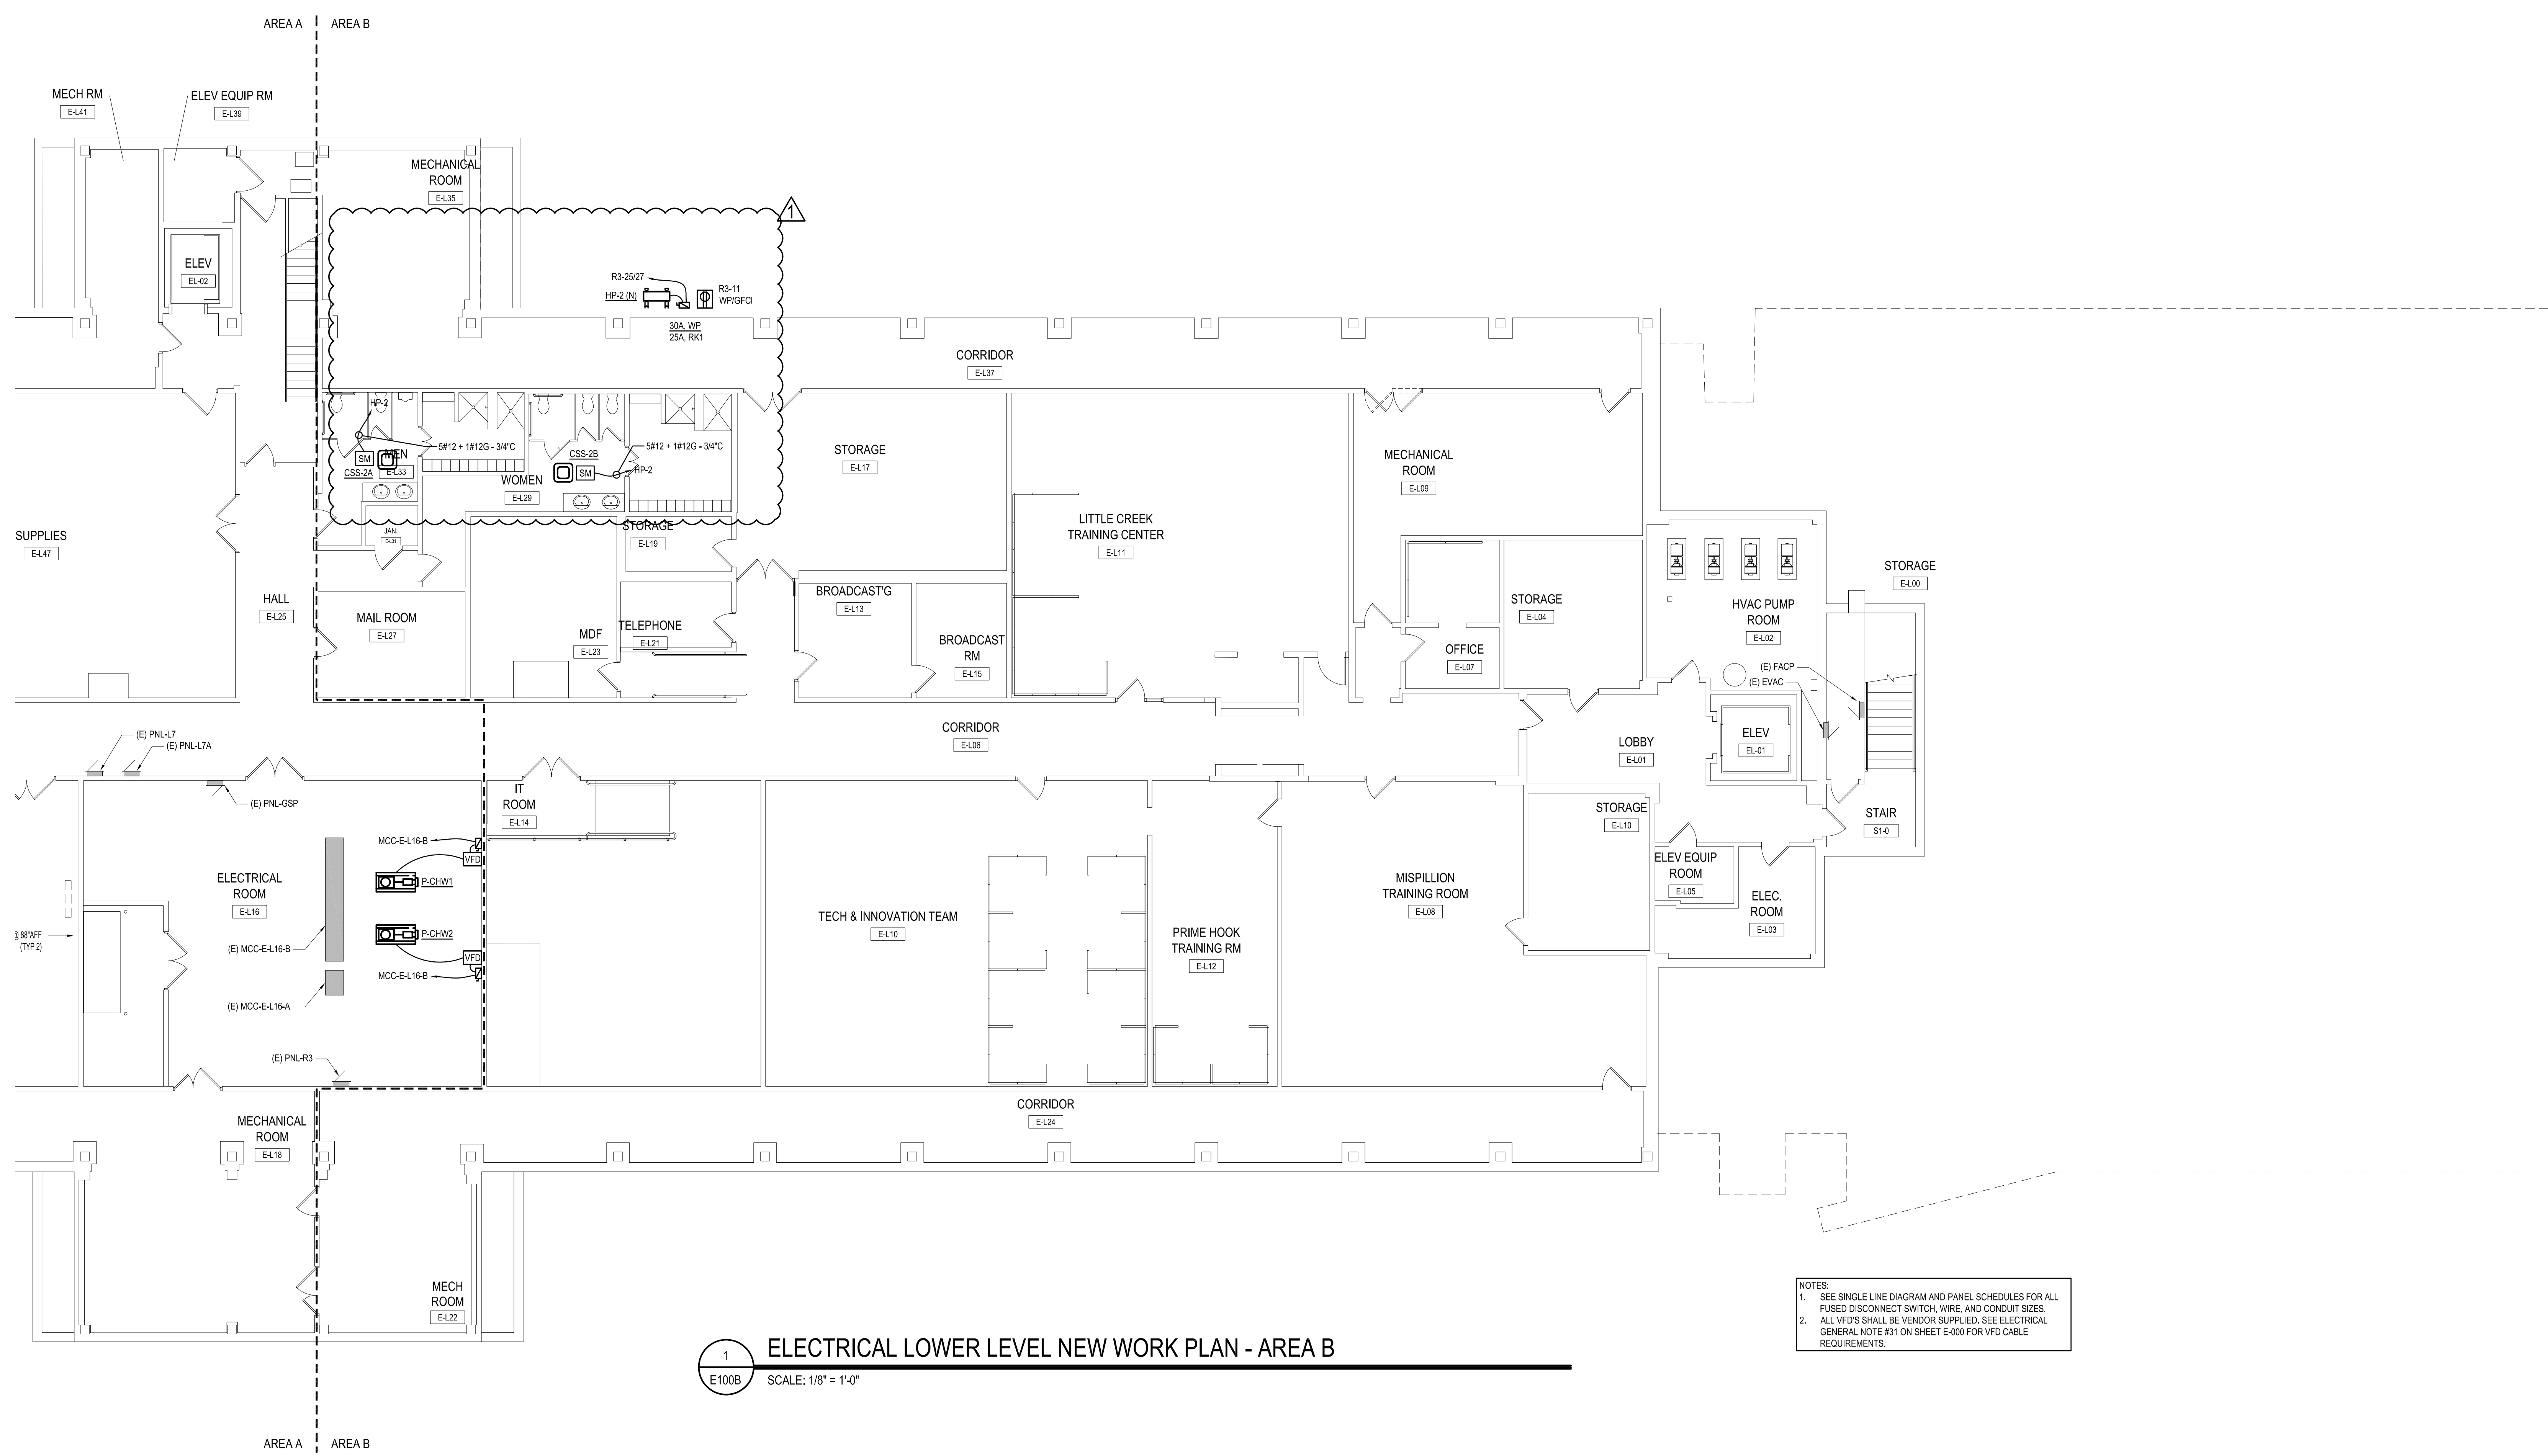 AREA A
AREA B
MECH RM
E-L41
ELEV EQUIP RM
E-L39
MECHANICAL
ROOM
E-L35
1
ELEV
EL-02
R3-25/27
HP-2 (N)
R3-11
WP/GFCI
30A, WP
25A, RK1
CORRIDOR
E-L37
HP-2
5#12 + 1#12G - 3/4"C
SM
MEN
E-L33
CSS-2A
CSS-2B
SM
5#12 + 1#12G - 3/4"C
HP-2
WOMEN
E-L29
STORAGE
E-L17
MECHANICAL
ROOM
E-L09
LITTLE CREEK
TRAINING CENTER
E-L11
SUPPLIES
E-L47
JAN.
E-L31
STORAGE
E-L19
STORAGE
E-L00
HALL
E-L25
MAIL ROOM
E-L27
MDF
E-L23
TELEPHONE
E-L21
BROADCAST'G
E-L13
BROADCAST
RM
E-L15
OFFICE
E-L07
STORAGE
E-L04
HVAC PUMP
ROOM
E-L02
(E) FACP
(E) EVAC
CORRIDOR
E-L06
LOBBY
E-L01
ELEV
EL-01
(E) PNL-L7
(E) PNL-L7A
(E) PNL-GSP
IT
ROOM
E-L14
STORAGE
E-L10
STAIR
S1-0
MCC-E-L16-B
VFD
P-CHW1
ELECTRICAL
ROOM
E-L16
P-CHW2
VFD
MCC-E-L16-B
(E) MCC-E-L16-B
(E) MCC-E-L16-A
88"AFF
(TYP 2)
TECH & INNOVATION TEAM
E-L10
PRIME HOOK
TRAINING RM
E-L12
MISPILLION
TRAINING ROOM
E-L08
ELEV EQUIP
ROOM
E-L05
ELEC.
ROOM
E-L03
(E) PNL-R3
MECHANICAL
ROOM
E-L18
CORRIDOR
E-L24
MECH
ROOM
E-L22
NOTES:
1. SEE SINGLE LINE DIAGRAM AND PANEL SCHEDULES FOR ALL
FUSED DISCONNECT SWITCH, WIRE, AND CONDUIT SIZES.
2. ALL VFD'S SHALL BE VENDOR SUPPLIED. SEE ELECTRICAL
GENERAL NOTE #31 ON SHEET E-000 FOR VFD CABLE
REQUIREMENTS.
1
E100B
ELECTRICAL LOWER LEVEL NEW WORK PLAN - AREA B
SCALE: 1/8" = 1'-0"
AREA A
AREA B